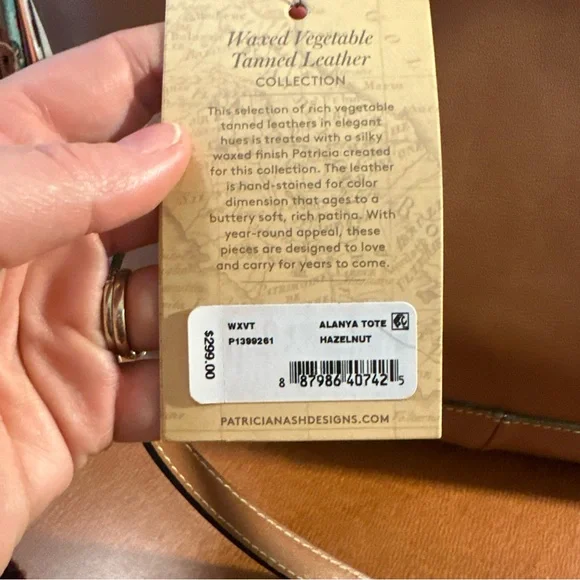 Waxed Vegetable
Tanned Leather
COLLECTION
This selection of rich vegetable
tanned leathers in elegant
hues is treated with a silky
waxed finish Patricia created
for this collection. The leather
is hand-stained for color
dimension that ages to a
buttery soft, rich patina. With
year-round appeal, these
pieces are designed to love
and carry for years to come.
$299.00
WXVT ALANYA TOTE
P1399261 HAZELNUT
8 87986 40742 5
PATRICIANASHDESIGNS.COM